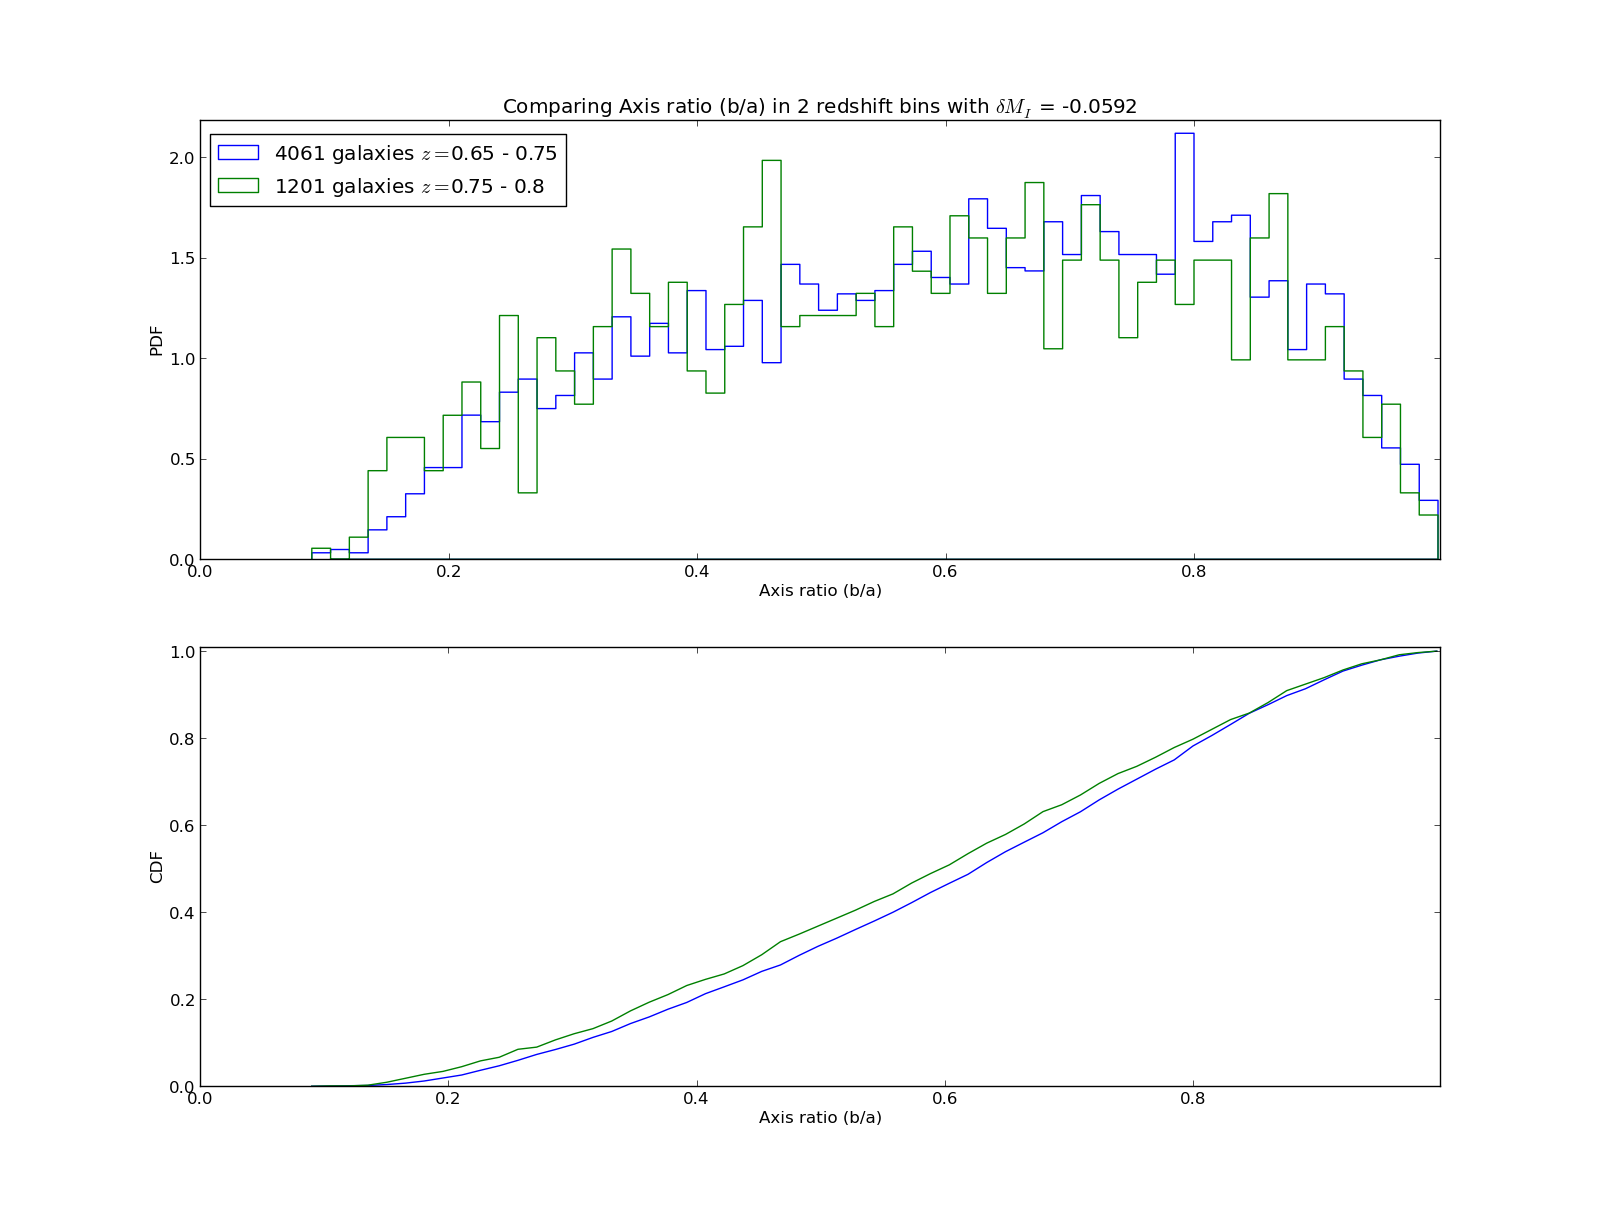 Comparing Axis ratio (b/a) in 2 redshift bins with δM_I = -0.0592
4061 galaxies z=0.65 - 0.75
1201 galaxies z=0.75 - 0.8
2.0
1.5
1.0
0.5
0.0
PDF
0.0 0.2 0.4 0.6 0.8
Axis ratio (b/a)
1.0
0.8
0.6
0.4
0.2
0.0
CDF
0.0 0.2 0.4 0.6 0.8
Axis ratio (b/a)